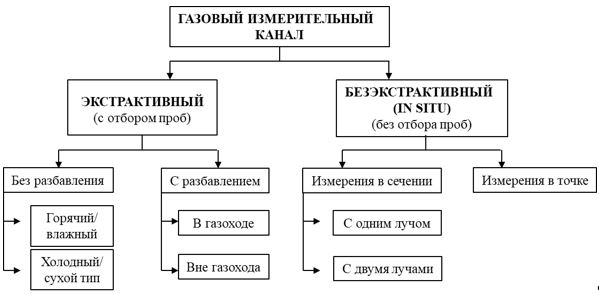 ГАЗОВЫЙ ИЗМЕРИТЕЛЬНЫЙ
КАНАЛ
ЭКСТРАКТИВНЫЙ
(с отбором проб)
БЕЗЭКСТРАКТИВНЫЙ
(IN SITU)
(без отбора проб)
Без разбавления
С разбавлением
Измерения в сечении
Измерения в точке
Горячий/
влажный
В газоходе
С одним лучом
Холодный/
сухой тип
Вне газохода
С двумя лучами